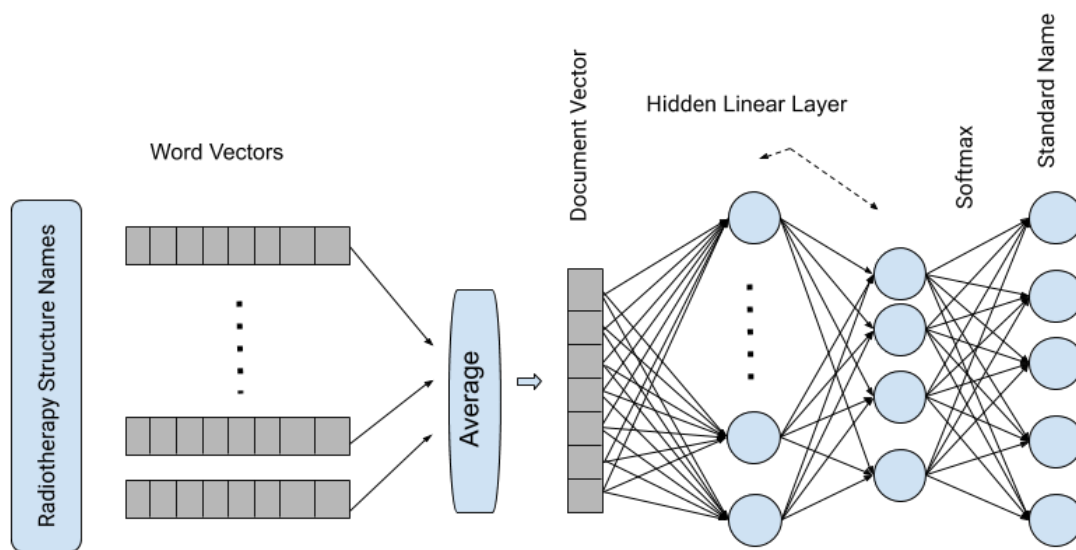 Radiotherapy Structure Names
Word Vectors
Average
Document Vector
Hidden Linear Layer
Softmax
Standard Name